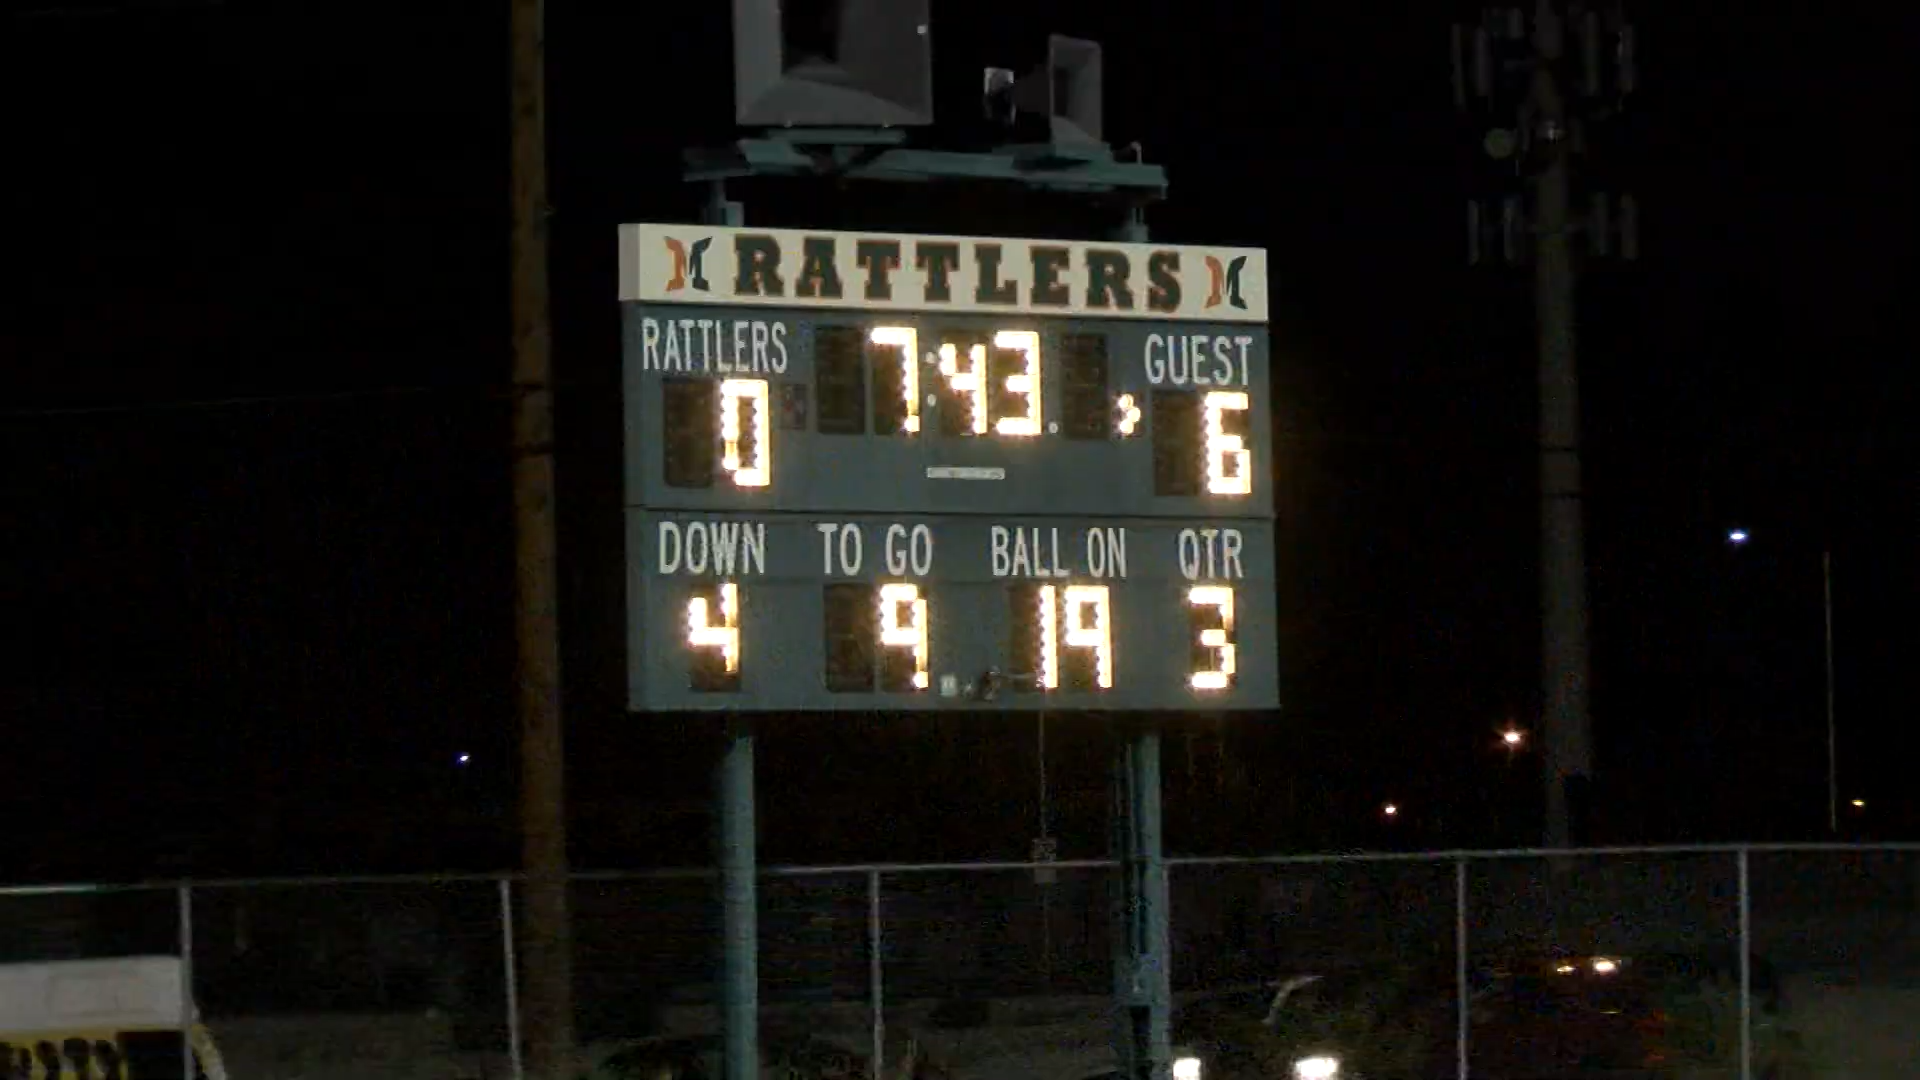 M RATTLERS M
RATTLERS 7:43 GUEST
0 6
DOWN TO GO BALL ON QTR
4 9 19 3